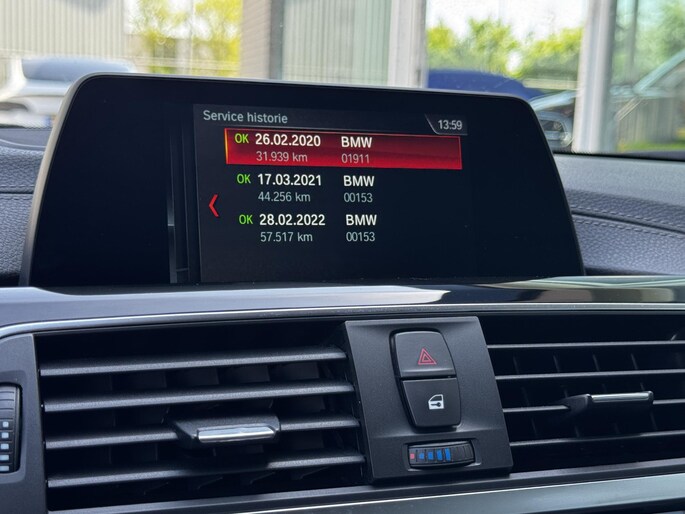 Service historie
13:59
OK 26.02.2020 BMW
31.939 km 01911
OK 17.03.2021 BMW
44.256 km 00153
OK 28.02.2022 BMW
57.517 km 00153